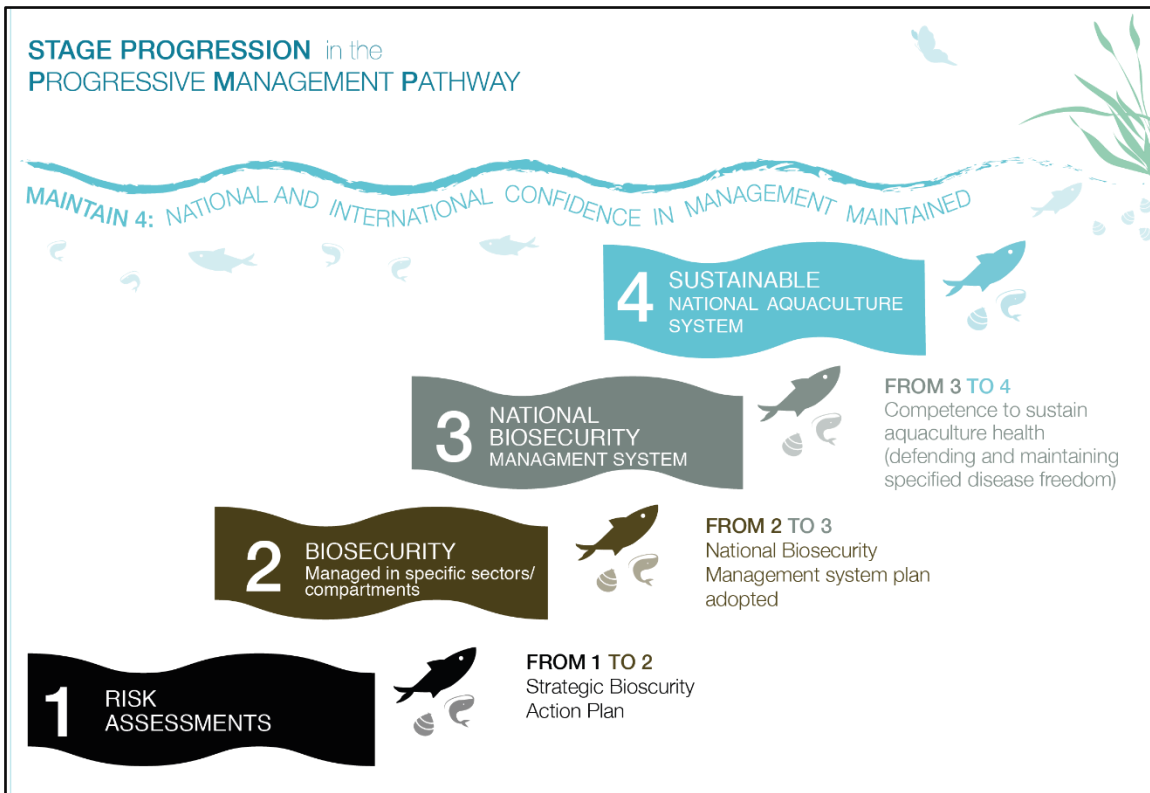 STAGE PROGRESSION in the
PROGRESSIVE MANAGEMENT PATHWAY
MAINTAIN 4: NATIONAL AND INTERNATIONAL CONFIDENCE IN MANAGEMENT MAINTAINED
4 SUSTAINABLE
NATIONAL AQUACULTURE
SYSTEM
FROM 3 TO 4
Competence to sustain
aquaculture health
(defending and maintaining
specified disease freedom)
3 NATIONAL
BIOSECURITY
MANAGMENT SYSTEM
FROM 2 TO 3
National Biosecurity
Management system plan
adopted
2 BIOSECURITY
Managed in specific sectors/
compartments
FROM 1 TO 2
Strategic Bioscurity
Action Plan
1 RISK
ASSESSMENTS